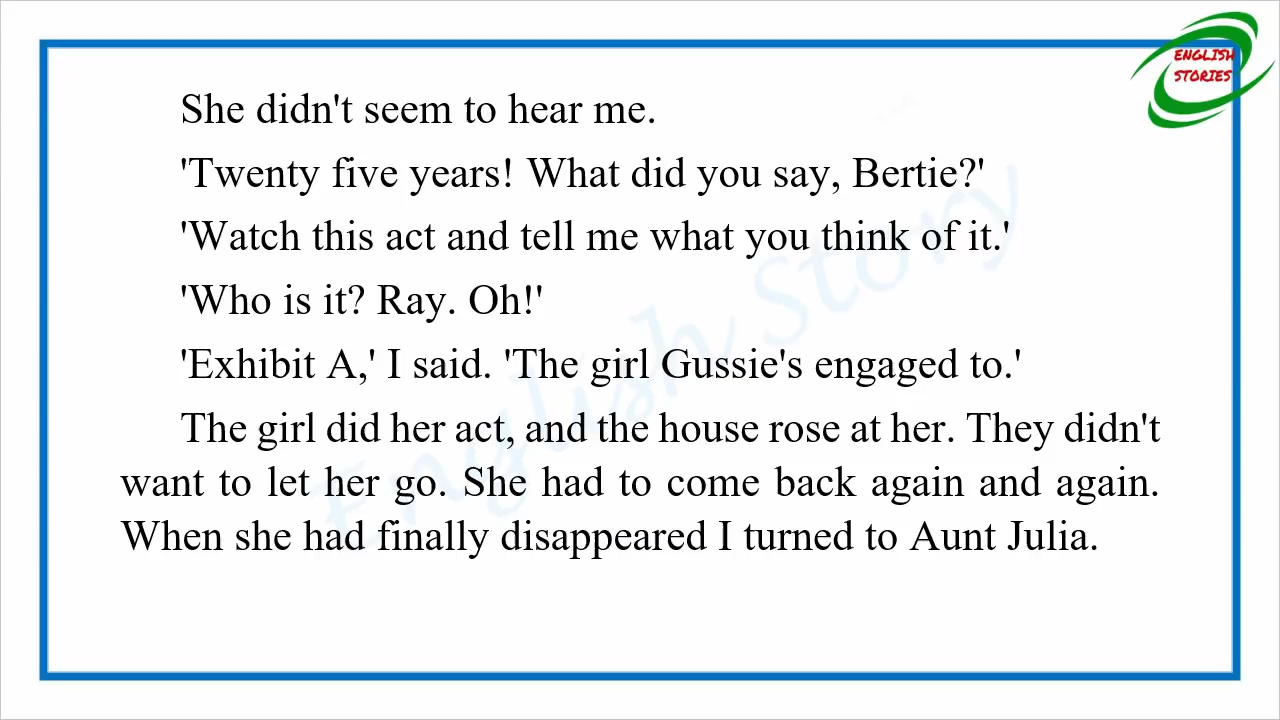 ENGLISH
STORIES
She didn't seem to hear me.
'Twenty five years! What did you say, Bertie?'
'Watch this act and tell me what you think of it.'
'Who is it? Ray. Oh!'
'Exhibit A,' I said. 'The girl Gussie's engaged to.'
The girl did her act, and the house rose at her. They didn't
want to let her go. She had to come back again and again.
When she had finally disappeared I turned to Aunt Julia.
English Story